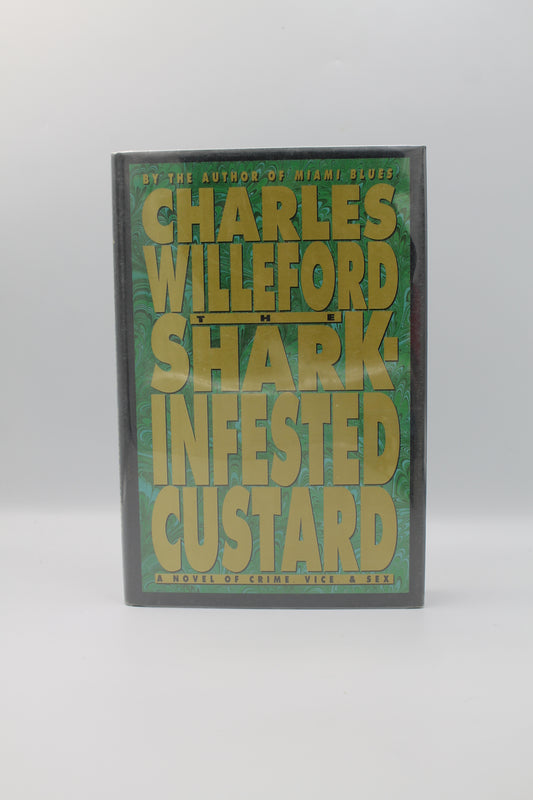 BY THE AUTHOR OF MIAMI BLUES
CHARLES
WILLEFORD
THE
SHARK-
INFESTED
CUSTARD
A NOVEL OF CRIME, VICE, & SEX